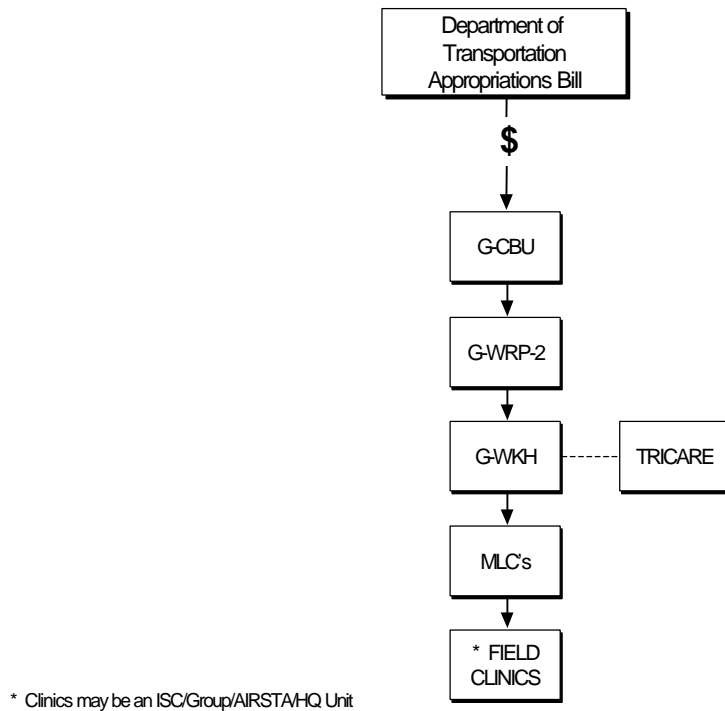 Department of
Transportation
Appropriations Bill
$
G-CBU
G-WRP-2
G-WKH
TRICARE
MLC's
* FIELD
CLINICS
* Clinics may be an ISC/Group/AIRSTA/HQ Unit